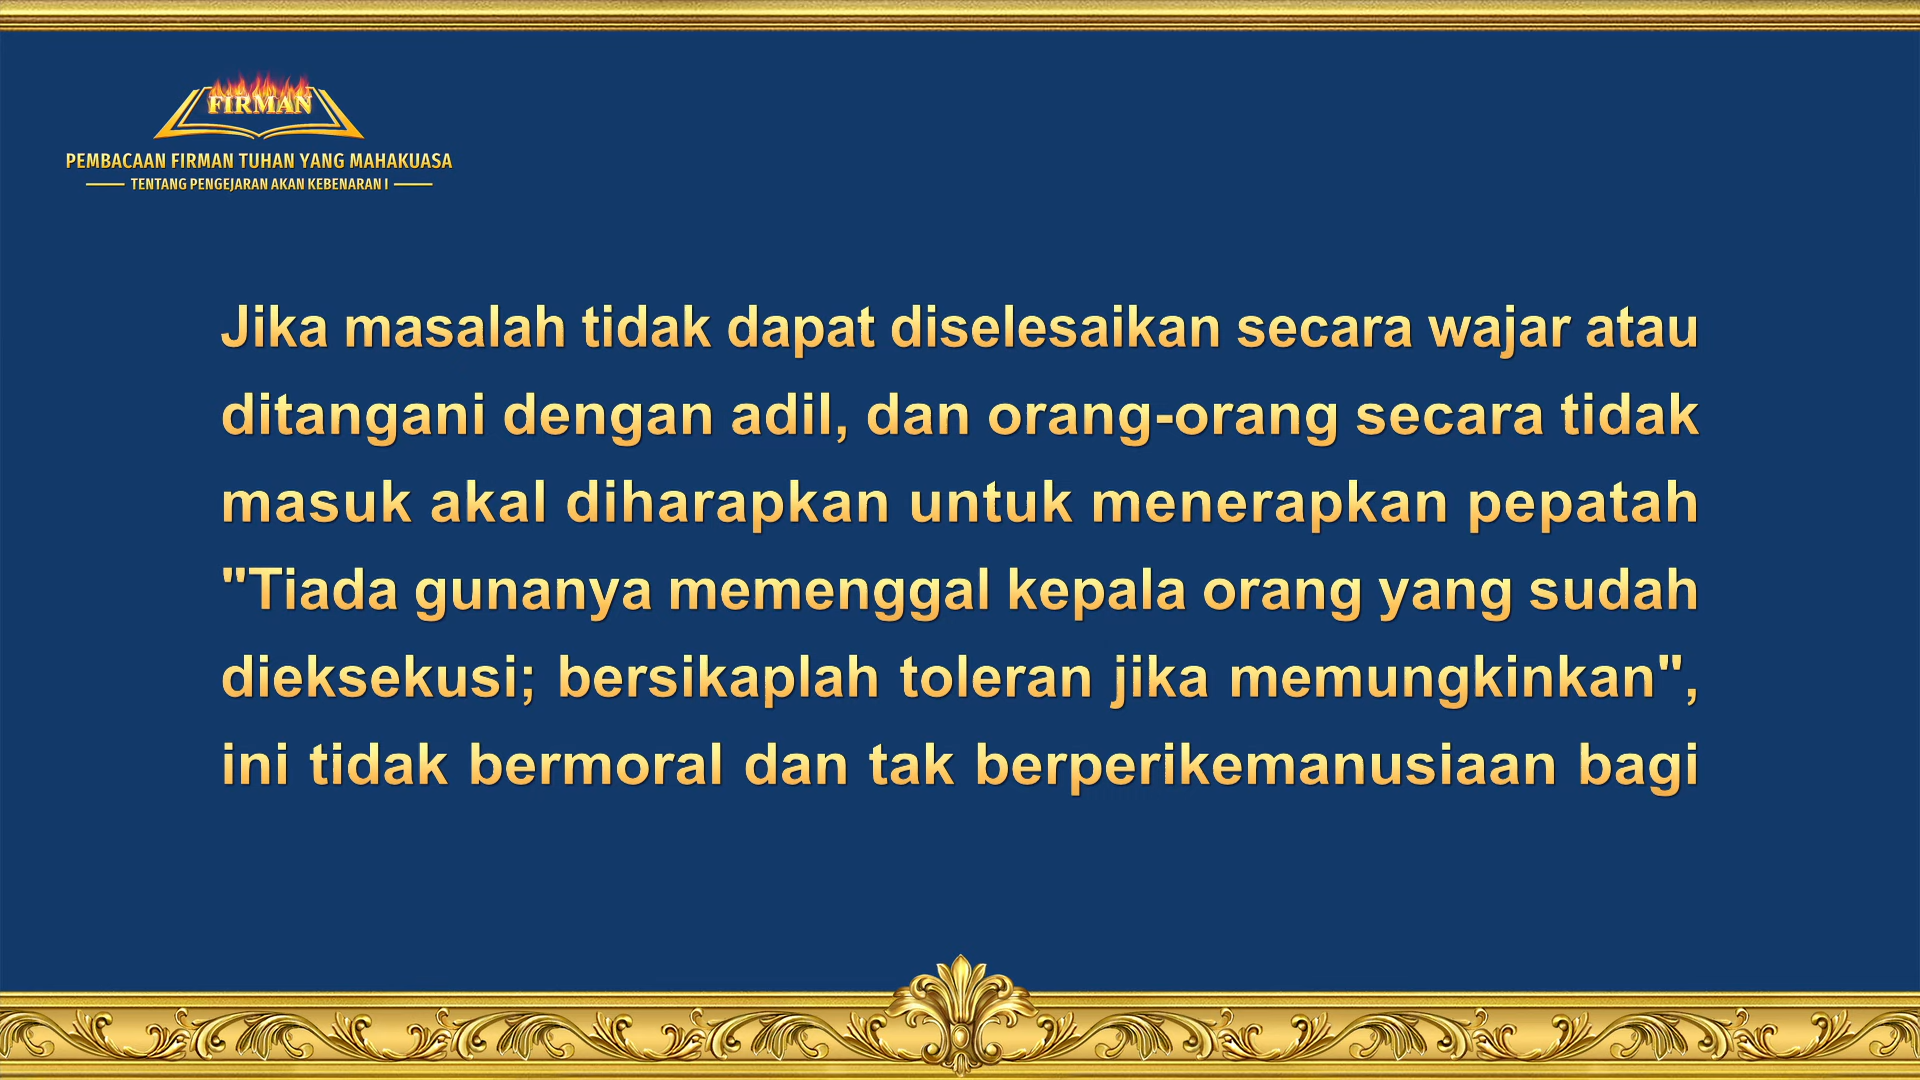 FIRMAN
PEMBACAAN FIRMAN TUHAN YANG MAHAKUASA
TENTANG PENGEJARAN AKAN KEBENARAN I
Jika masalah tidak dapat diselesaikan secara wajar atau
ditangani dengan adil, dan orang-orang secara tidak
masuk akal diharapkan untuk menerapkan pepatah
"Tiada gunanya memenggal kepala orang yang sudah
dieksekusi; bersikaplah toleran jika memungkinkan",
ini tidak bermoral dan tak berperikemanusiaan bagi